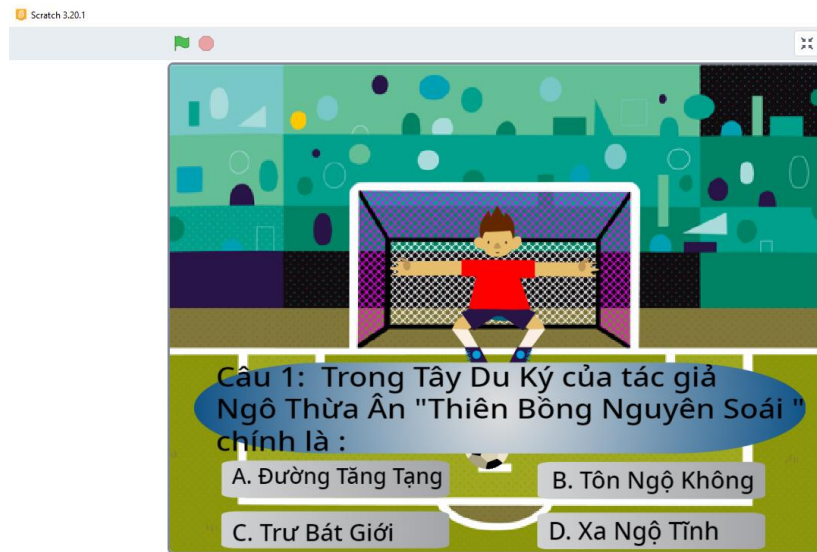 Scratch 3.20.1
Câu 1: Trong Tây Du Ký của tác giả
Ngô Thừa Ân "Thiên Bồng Nguyên Soái "
chính là :
A. Đường Tăng Tạng
B. Tôn Ngộ Không
C. Trư Bát Giới
D. Xa Ngộ Tĩnh